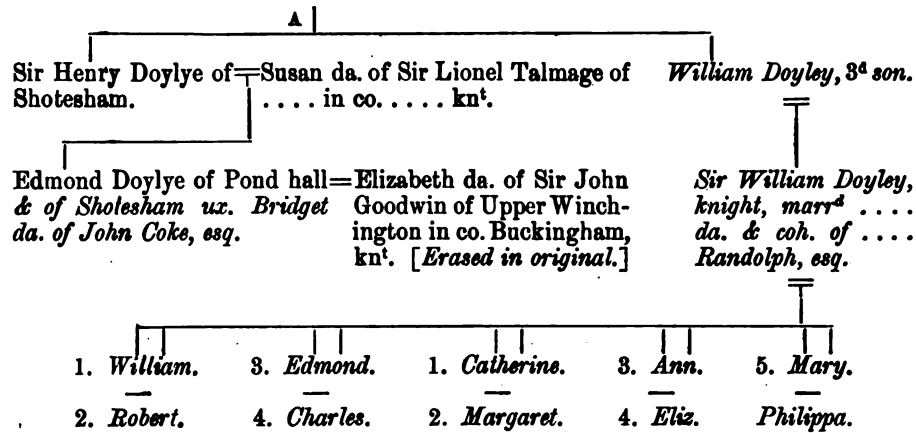 A
Sir Henry Doylye of=Susan da. of Sir Lionel Talmage of William Doyley, 3ᵈ son.
Shotesham. . . . . in co. . . . . . knᵗ.
Edmond Doylye of Pond hall=Elizabeth da. of Sir John Sir William Doyley,
& of Shotesham ux. Bridget Goodwin of Upper Winch- knight, marrᵈ . . . .
da. of John Coke, esq. ington in co. Buckingham, da. & coh. of . . . .
knᵗ. [Erased in original.] Randolph, esq.
1. William. 3. Edmond. 1. Catherine. 3. Ann. 5. Mary.
2. Robert. 4. Charles. 2. Margaret. 4. Eliz. Philippa.